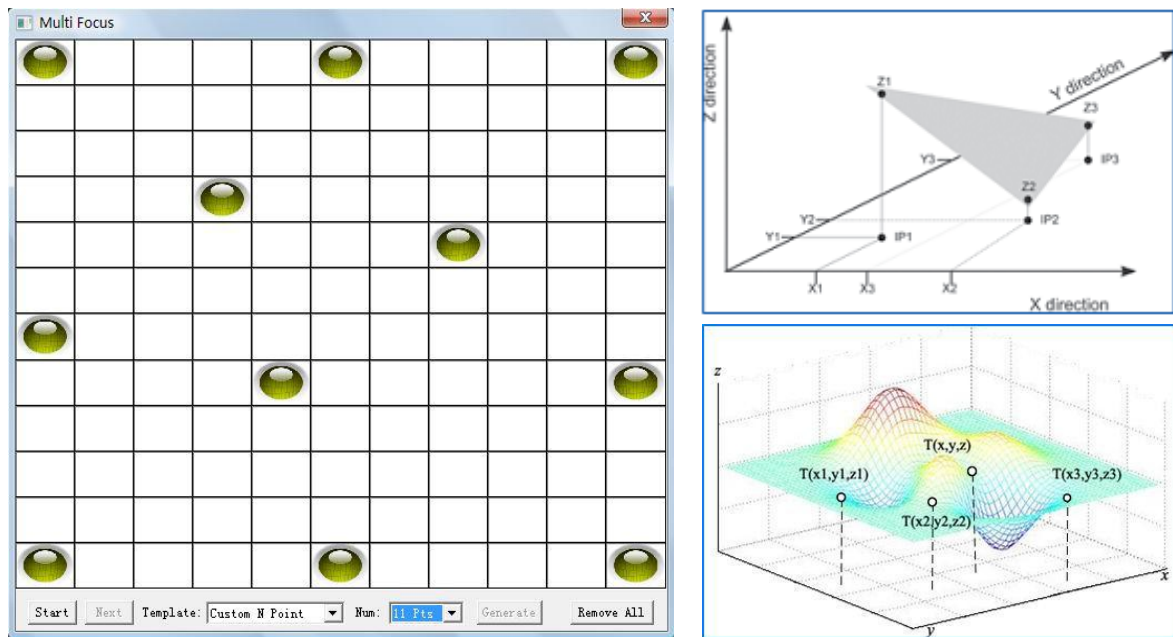 Multi Focus
Start Next Template: Custom N Point Num: 11 Pts Generate Remove All
Z direction
Y direction
Z1
Z3
Y3
IP3
Z2
Y2
IP2
Y1
IP1
X1 X3 X2
X direction
z
T(x,y,z)
T(x1,y1,z1)
T(x3,y3,z3)
T(x2,y2,z2)
x
y